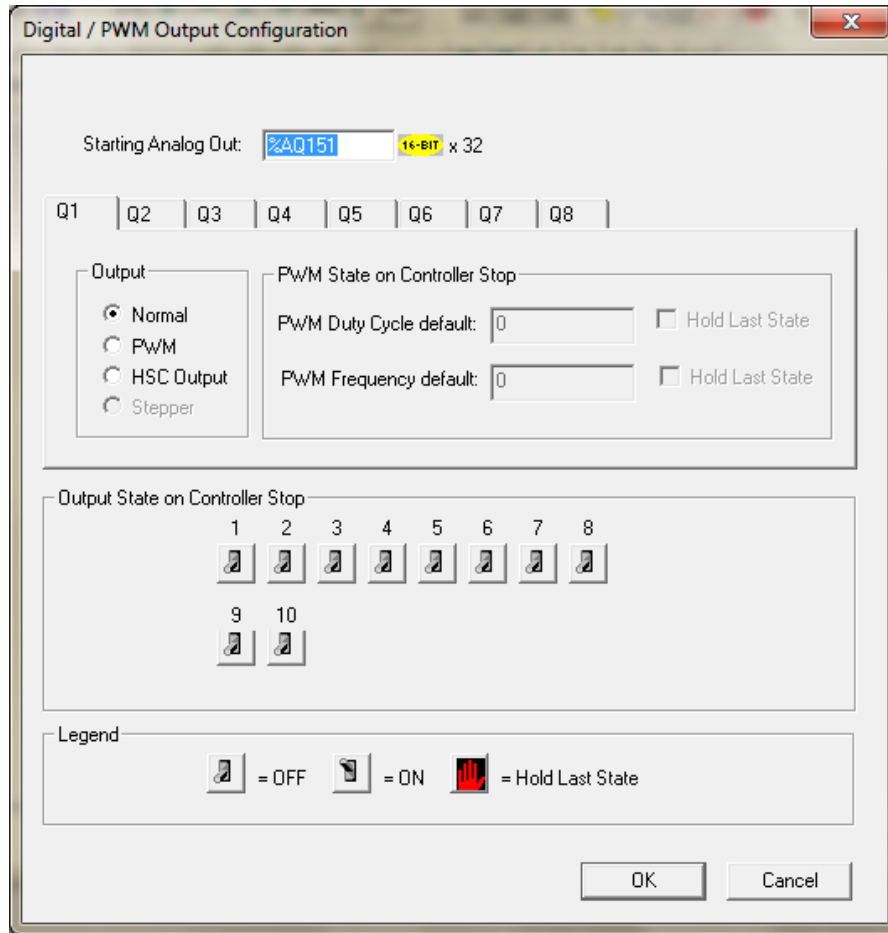 Digital / PWM Output Configuration
Starting Analog Out: %AQ151 16-BIT x 32
Q1 Q2 Q3 Q4 Q5 Q6 Q7 Q8
Output
Normal
PWM
HSC Output
Stepper
PWM State on Controller Stop
PWM Duty Cycle default: 0 Hold Last State
PWM Frequency default: 0 Hold Last State
Output State on Controller Stop
1 2 3 4 5 6 7 8
9 10
Legend
= OFF = ON = Hold Last State
OK Cancel